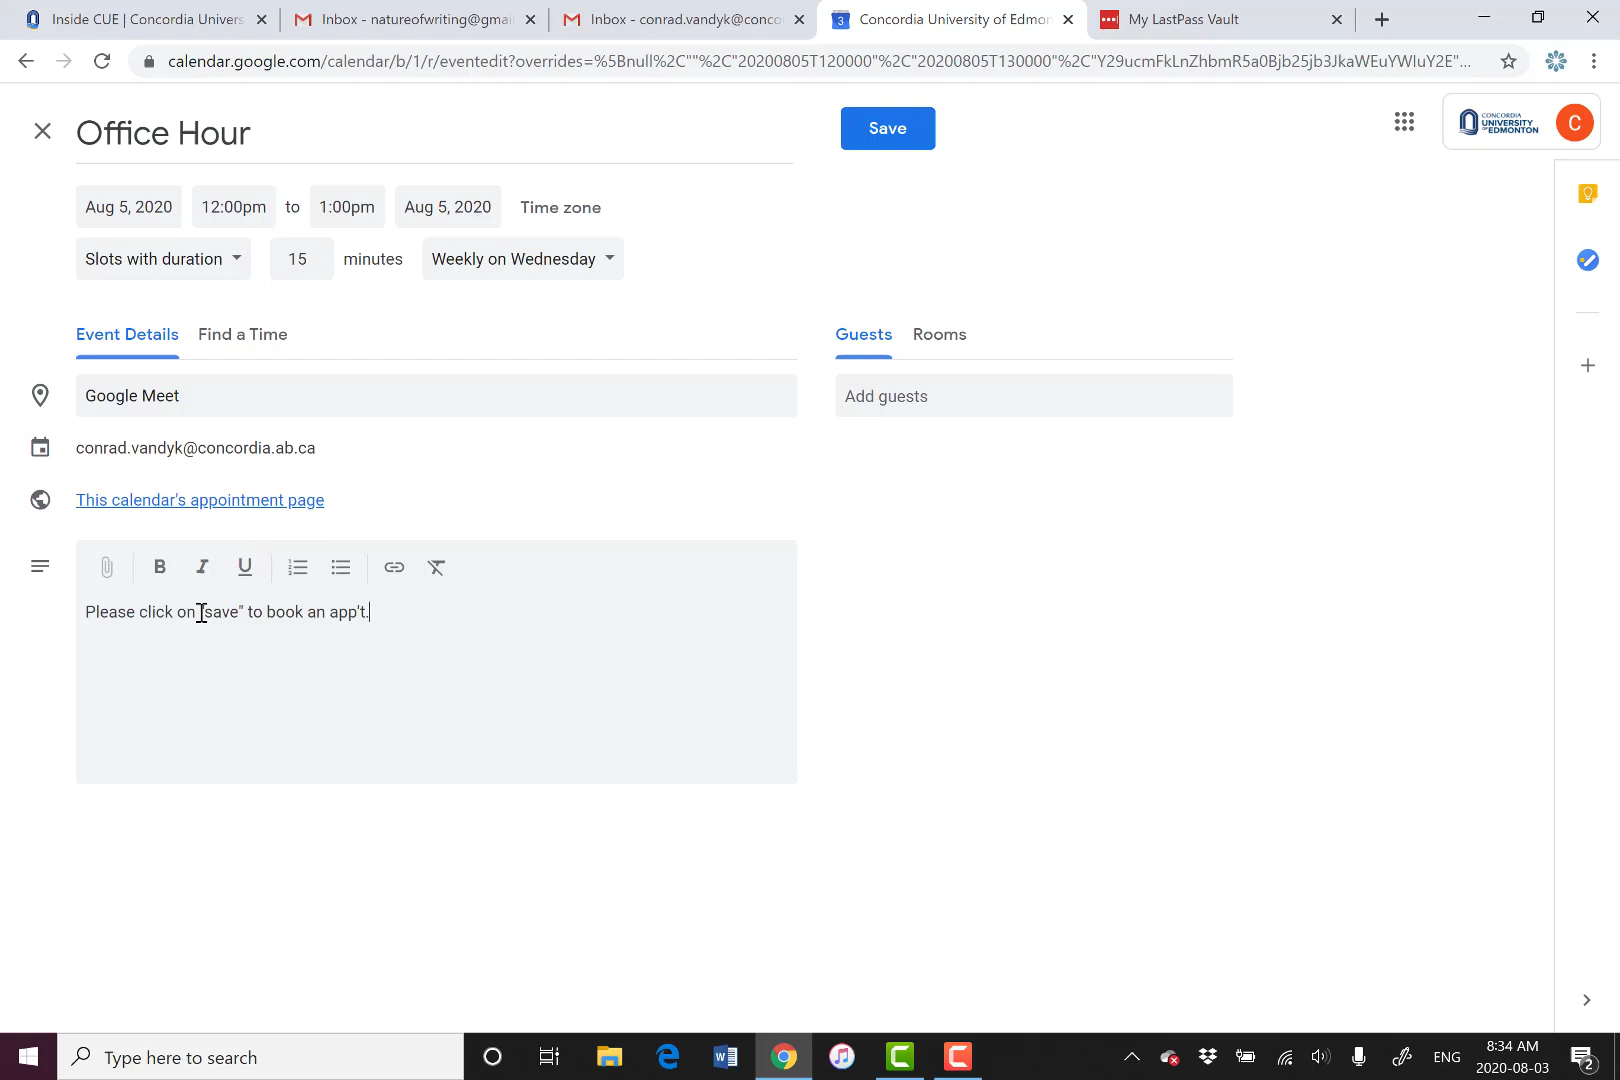 Inside CUE | Concordia Univers
Inbox - natureofwriting@gmai
Inbox - conrad.vandyk@conco
3
Concordia University of Edmon
My LastPass Vault
calendar.google.com/calendar/b/1/r/eventedit?overrides=%5Bnull%2C""%2C"20200805T120000"%2C"20200805T130000"%2C"Y29ucmFkLnZhbmR5a0Bjb25jb3JkaWEuYWIuY2E"...
Office Hour
Save
CONCORDIA
UNIVERSITY
OF EDMONTON
C
Aug 5, 2020
12:00pm
to
1:00pm
Aug 5, 2020
Time zone
Slots with duration
15
minutes
Weekly on Wednesday
Event Details
Find a Time
Guests
Rooms
Google Meet
Add guests
conrad.vandyk@concordia.ab.ca
This calendar's appointment page
B
I
U
Please click on "save" to book an app't.
Type here to search
ENG
8:34 AM
2020-08-03
2